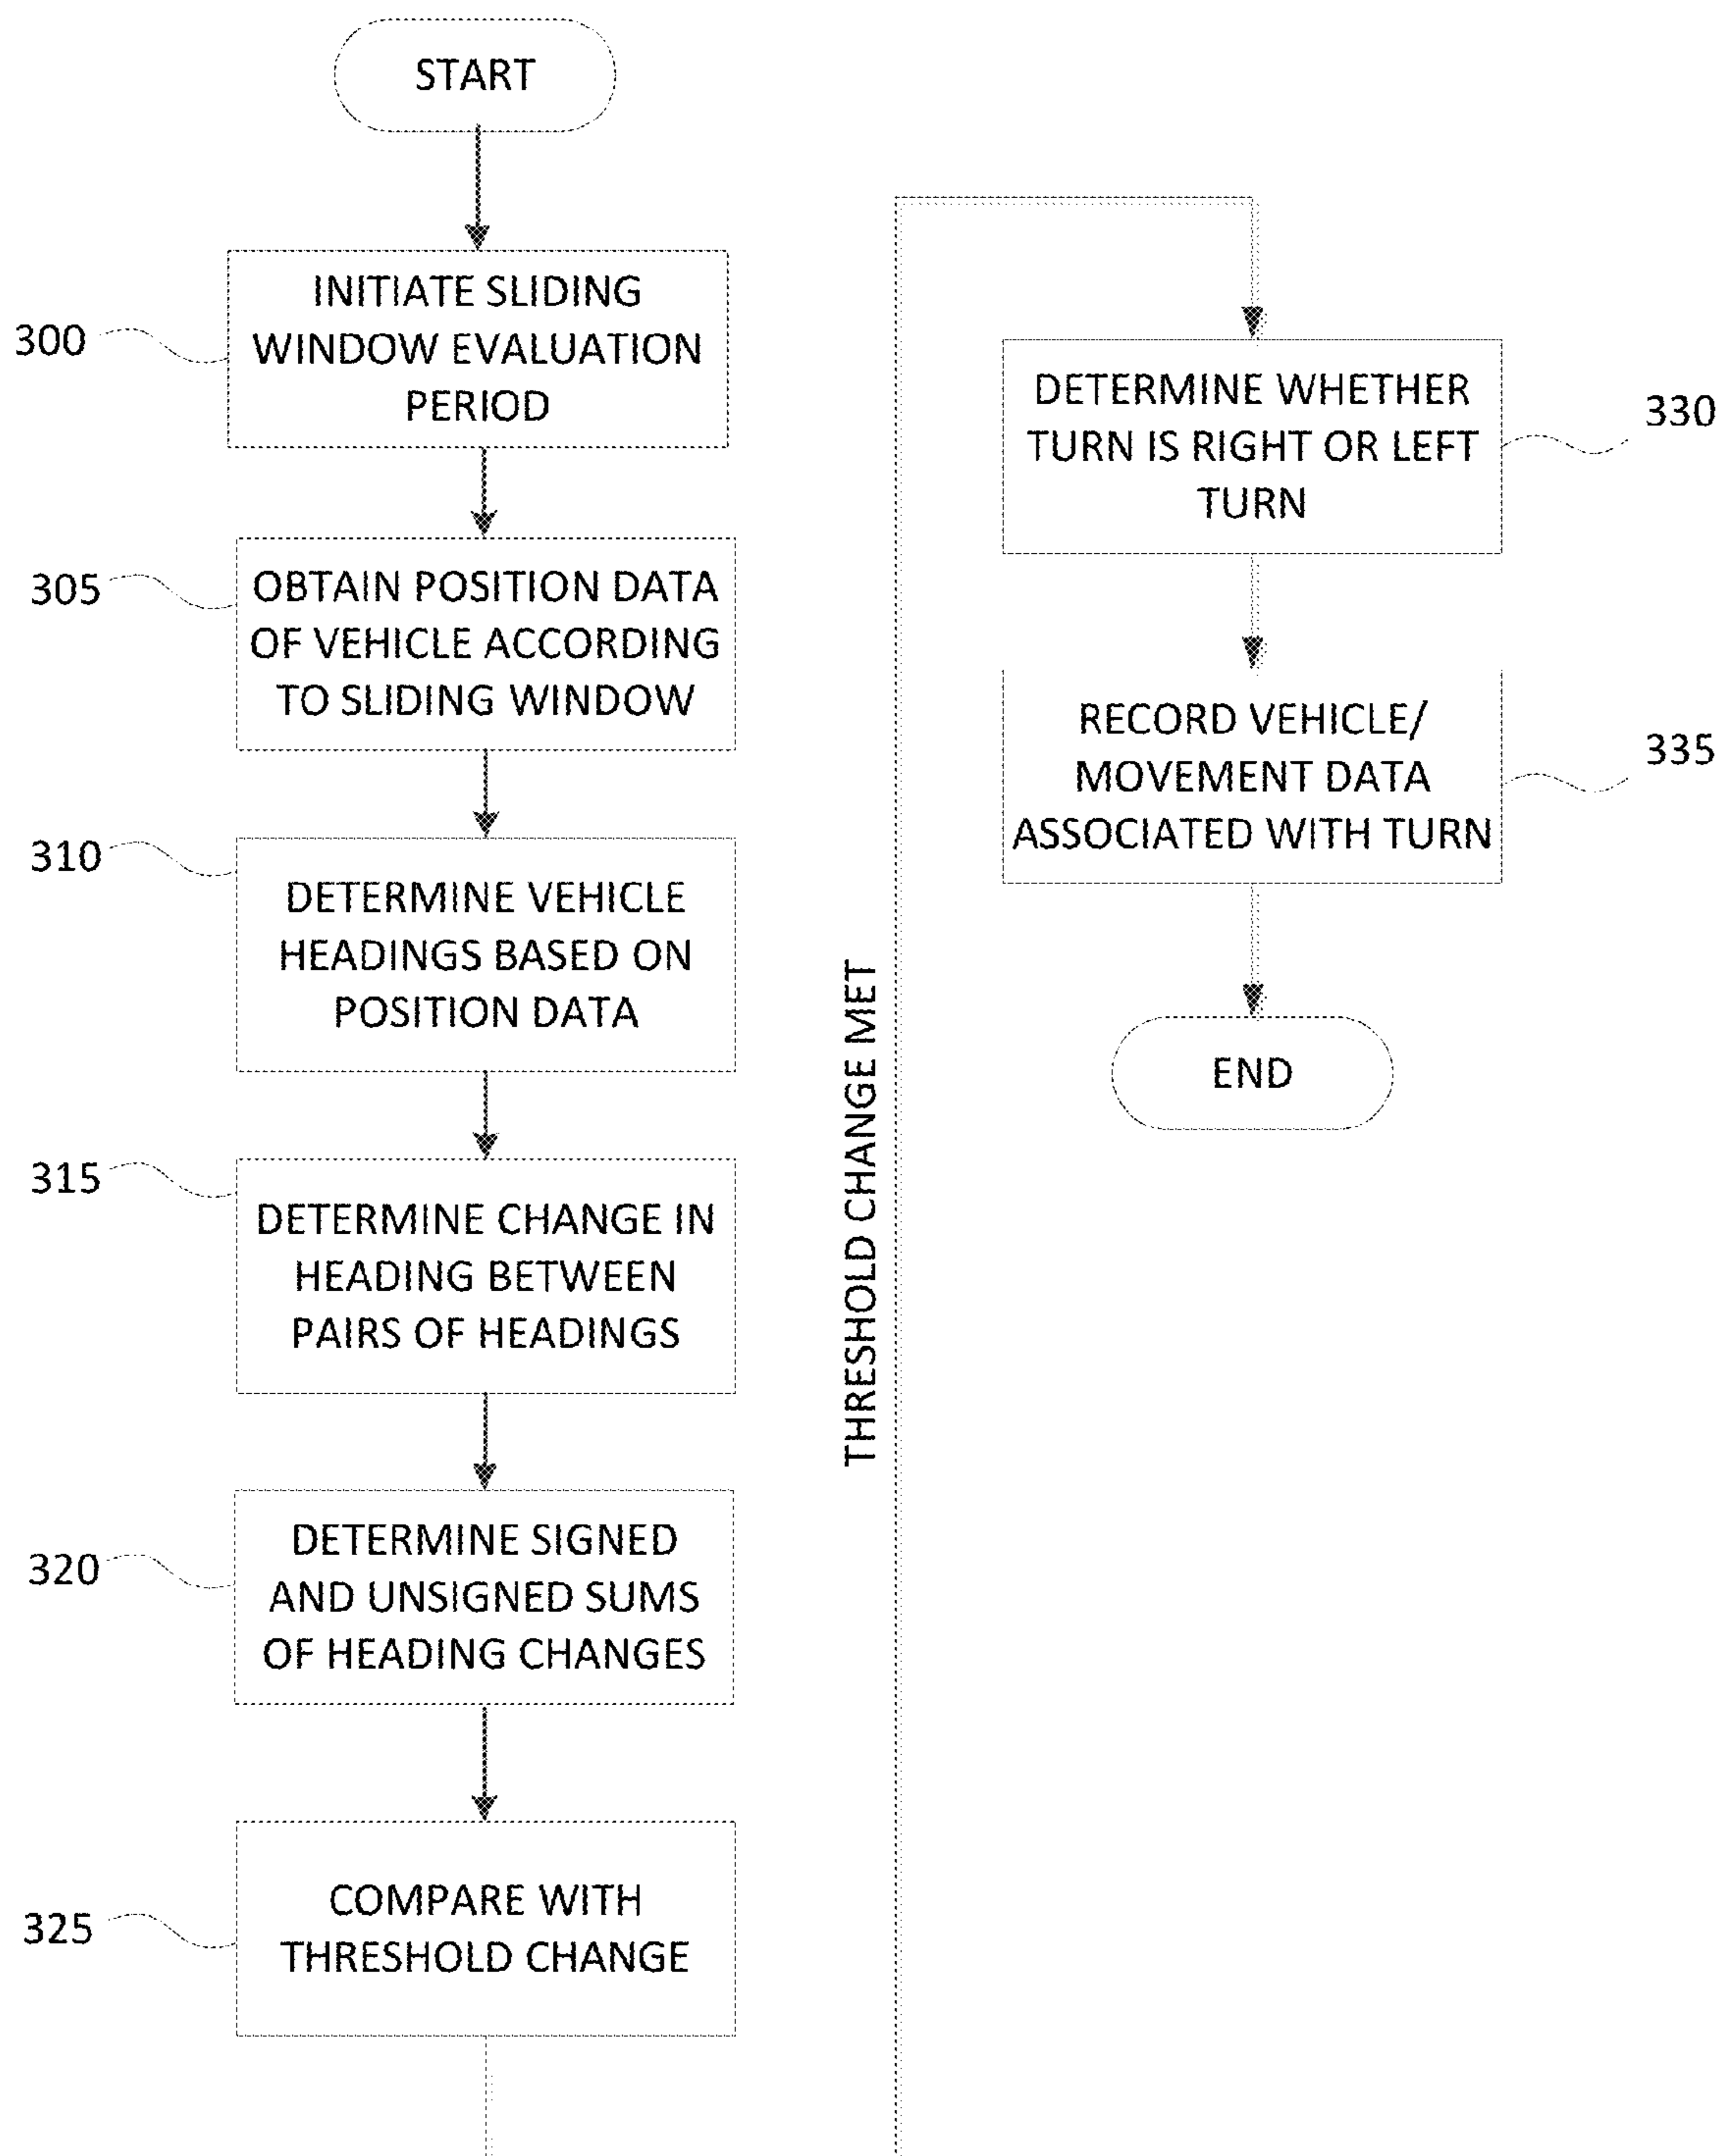 START
300
INITIATE SLIDING
WINDOW EVALUATION
PERIOD
305
OBTAIN POSITION DATA
OF VEHICLE ACCORDING
TO SLIDING WINDOW
310
DETERMINE VEHICLE
HEADINGS BASED ON
POSITION DATA
315
DETERMINE CHANGE IN
HEADING BETWEEN
PAIRS OF HEADINGS
320
DETERMINE SIGNED
AND UNSIGNED SUMS
OF HEADING CHANGES
325
COMPARE WITH
THRESHOLD CHANGE
THRESHOLD CHANGE MET
DETERMINE WHETHER
TURN IS RIGHT OR LEFT
TURN
330
RECORD VEHICLE/
MOVEMENT DATA
ASSOCIATED WITH TURN
335
END